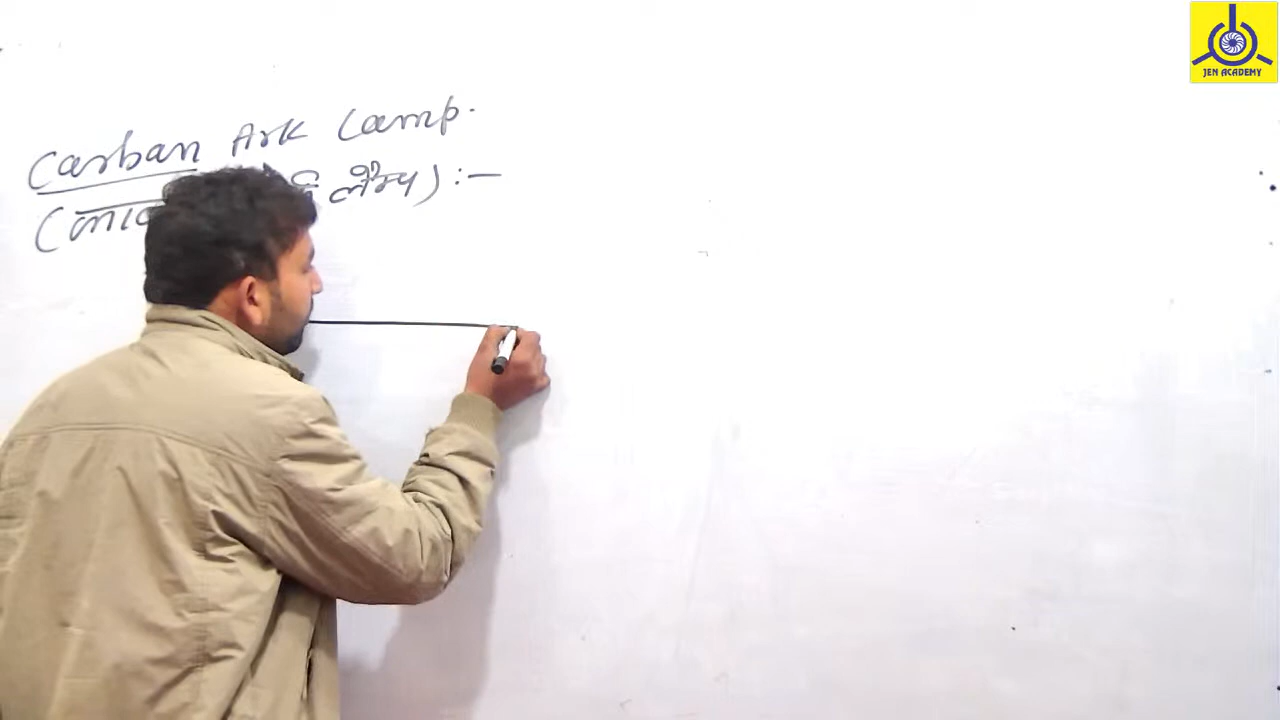 Carban Ark Lamp.
लैम्प) :-
JEN ACADEMY